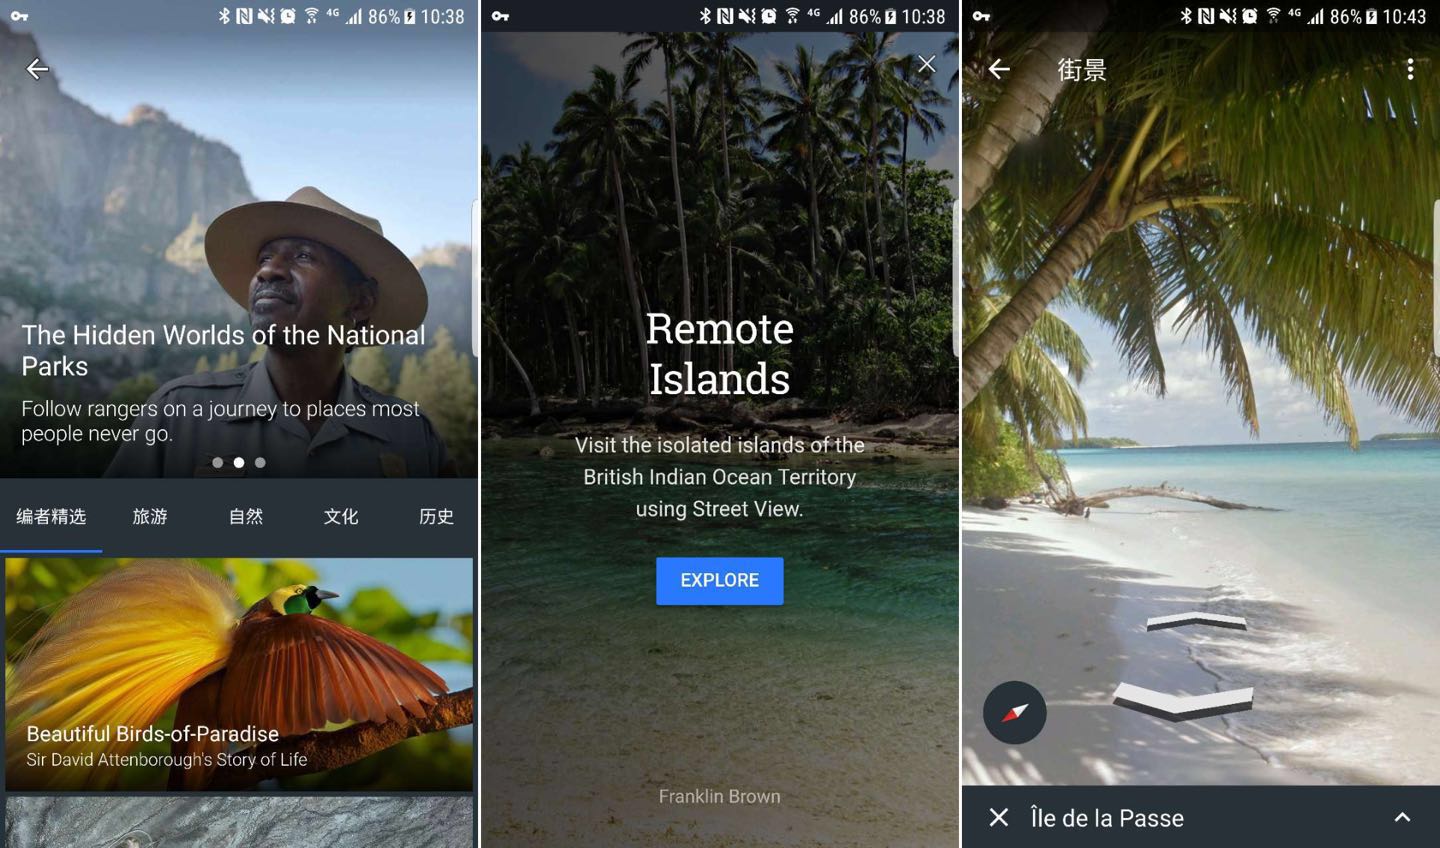 4G 86% 10:38
The Hidden Worlds of the National
Parks
Follow rangers on a journey to places most
people never go.
编者精选 旅游 自然 文化 历史
Beautiful Birds-of-Paradise
Sir David Attenborough's Story of Life
4G 86% 10:38
Remote
Islands
Visit the isolated islands of the
British Indian Ocean Territory
using Street View.
EXPLORE
Franklin Brown
4G 86% 10:43
街景
Île de la Passe